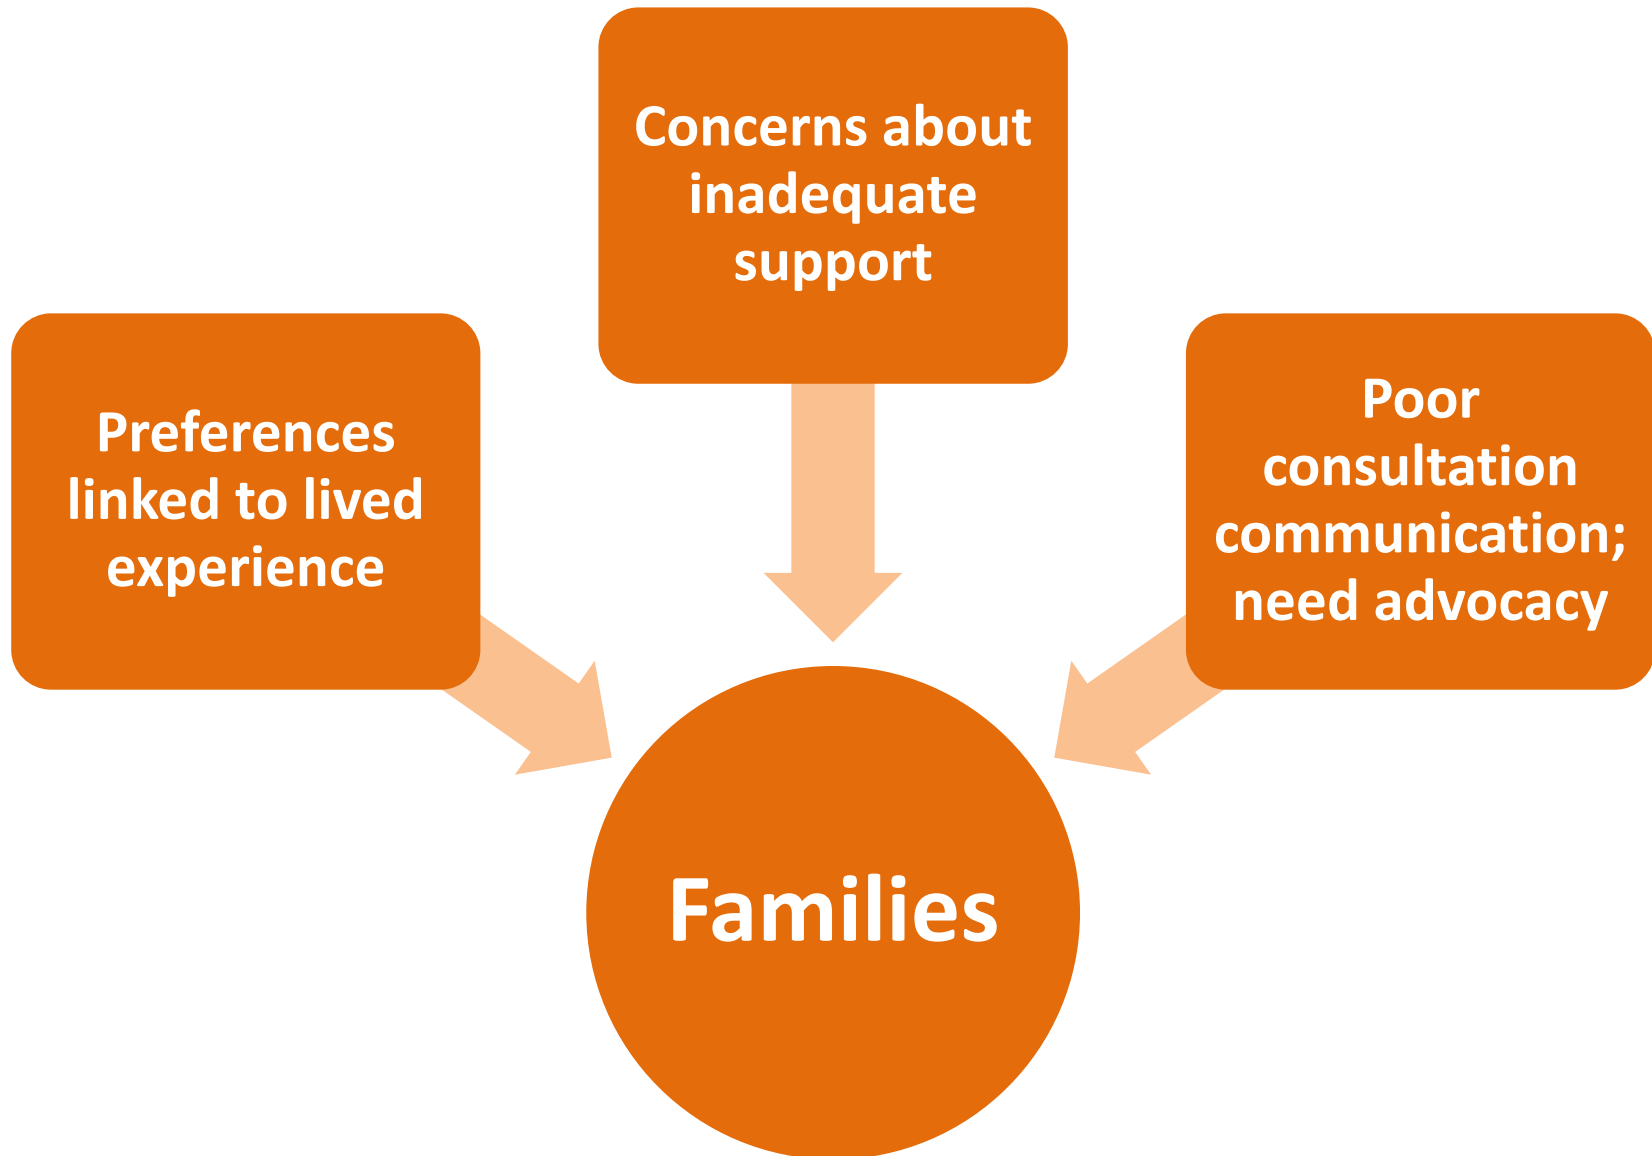 Concerns about
inadequate
support
Preferences
linked to lived
experience
Poor
consultation
communication;
need advocacy
Families